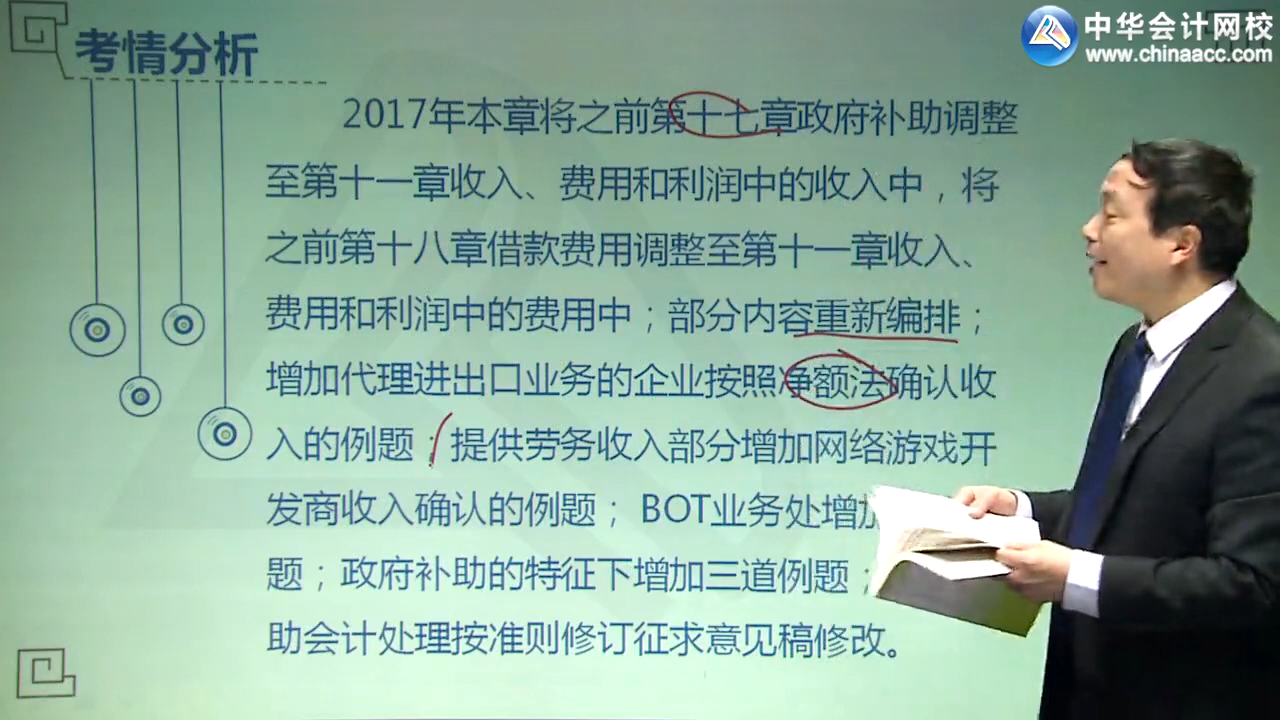 考情分析
中华会计网校
www.chinaacc.com
2017年本章将之前第十七章政府补助调整
至第十一章收入、费用和利润中的收入中，将
之前第十八章借款费用调整至第十一章收入、
费用和利润中的费用中；部分内容重新编排；
增加代理进出口业务的企业按照净额法确认收
入的例题；提供劳务收入部分增加网络游戏开
发商收入确认的例题；BOT业务处增加
题；政府补助的特征下增加三道例题；
助会计处理按准则修订征求意见稿修改。